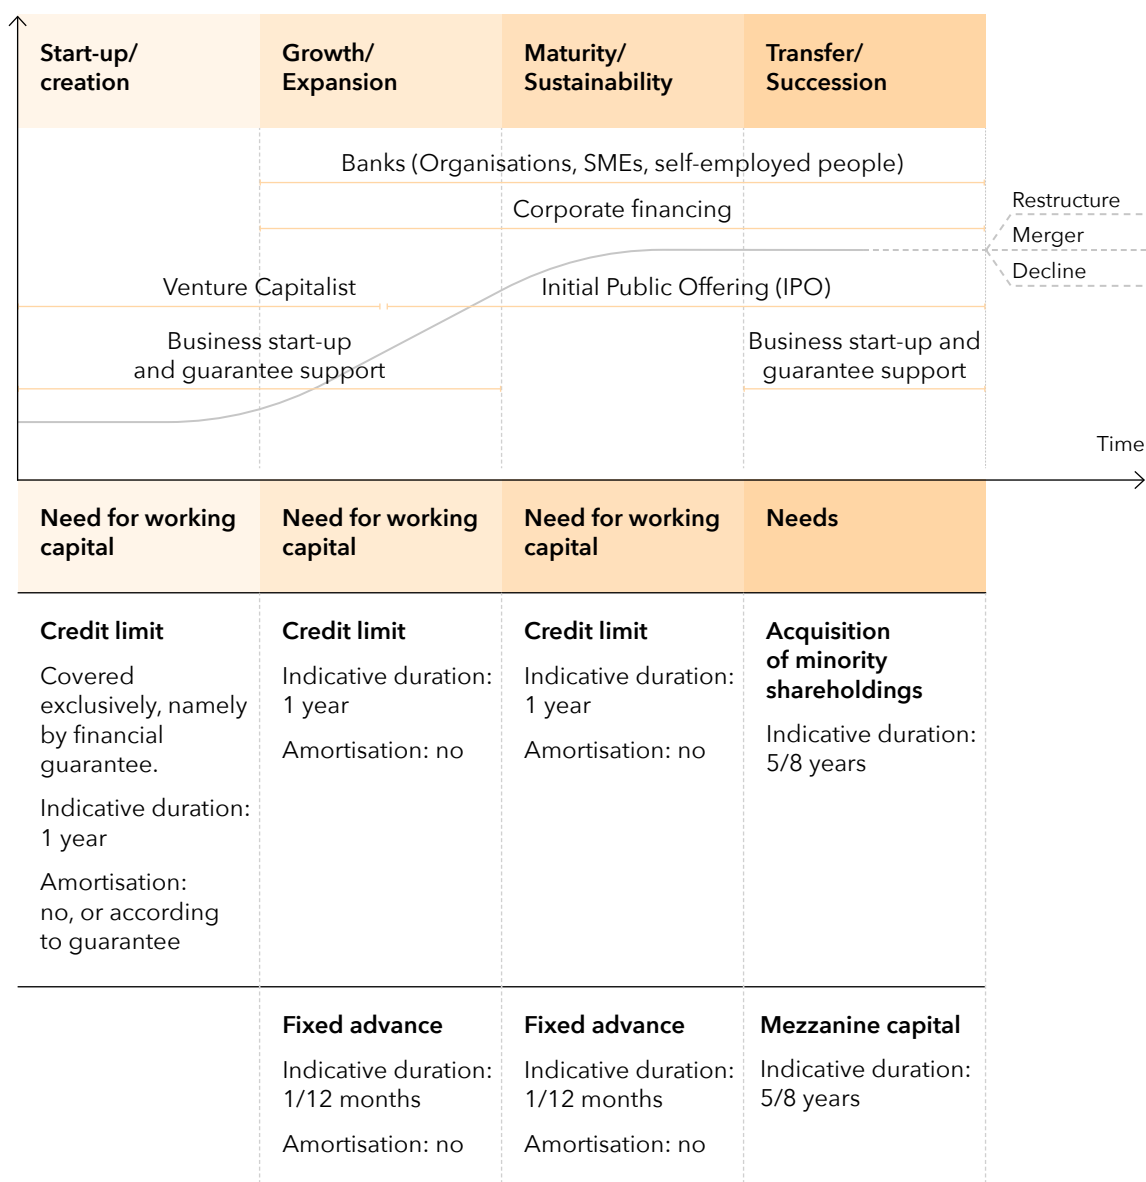 Start-up/
creation
Growth/
Expansion
Maturity/
Sustainability
Transfer/
Succession
Banks (Organisations, SMEs, self-employed people)
Corporate financing
Restructure
Merger
Decline
Venture Capitalist
Initial Public Offering (IPO)
Business start-up
and guarantee support
Business start-up and
guarantee support
Time
Need for working
capital
Need for working
capital
Need for working
capital
Needs
Credit limit
Covered
exclusively, namely
by financial
guarantee.
Indicative duration:
1 year
Amortisation:
no, or according
to guarantee
Credit limit
Indicative duration:
1 year
Amortisation: no
Credit limit
Indicative duration:
1 year
Amortisation: no
Acquisition
of minority
shareholdings
Indicative duration:
5/8 years
Fixed advance
Indicative duration:
1/12 months
Amortisation: no
Fixed advance
Indicative duration:
1/12 months
Amortisation: no
Mezzanine capital
Indicative duration:
5/8 years